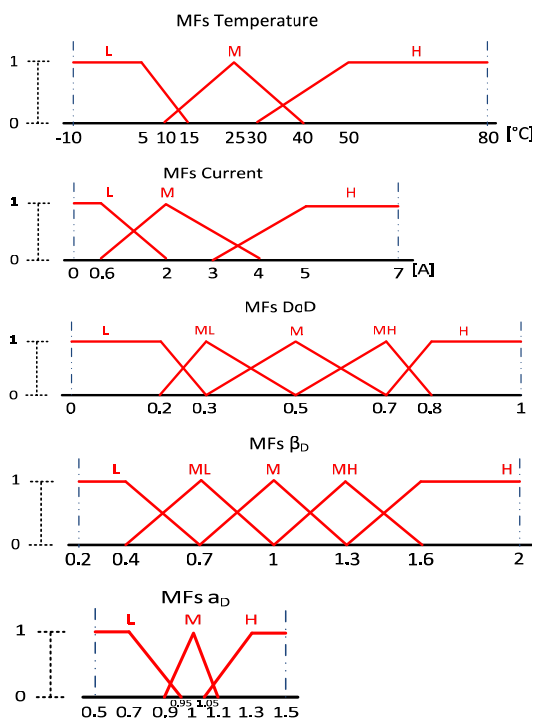 MFs Temperature
L M H
1
0
-10 5 10 15 25 30 40 50 80 [°C]
MFs Current
L M H
1
0
0 0.6 2 3 4 5 7 [A]
MFs DoD
L ML M MH H
1
0
0 0.2 0.3 0.5 0.7 0.8 1
MFs βD
L ML M MH H
1
0
0.2 0.4 0.7 1 1.3 1.6 2
MFs aD
L M H
1
0
0.95 1.05
0.5 0.7 0.9 1 1.1 1.3 1.5